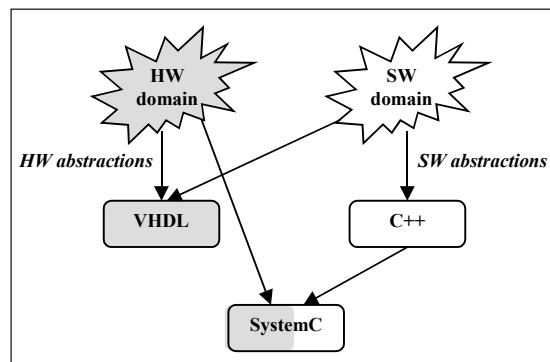 HW
domain
SW
domain
HW abstractions
SW abstractions
VHDL
C++
SystemC